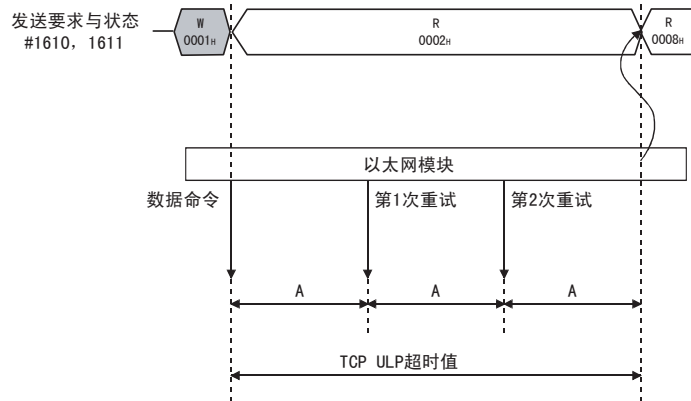 发送要求与状态
#1610，1611
W
0001H
R
0002H
R
0008H
以太网模块
数据命令
第1次重试
第2次重试
A
A
A
TCP ULP超时值